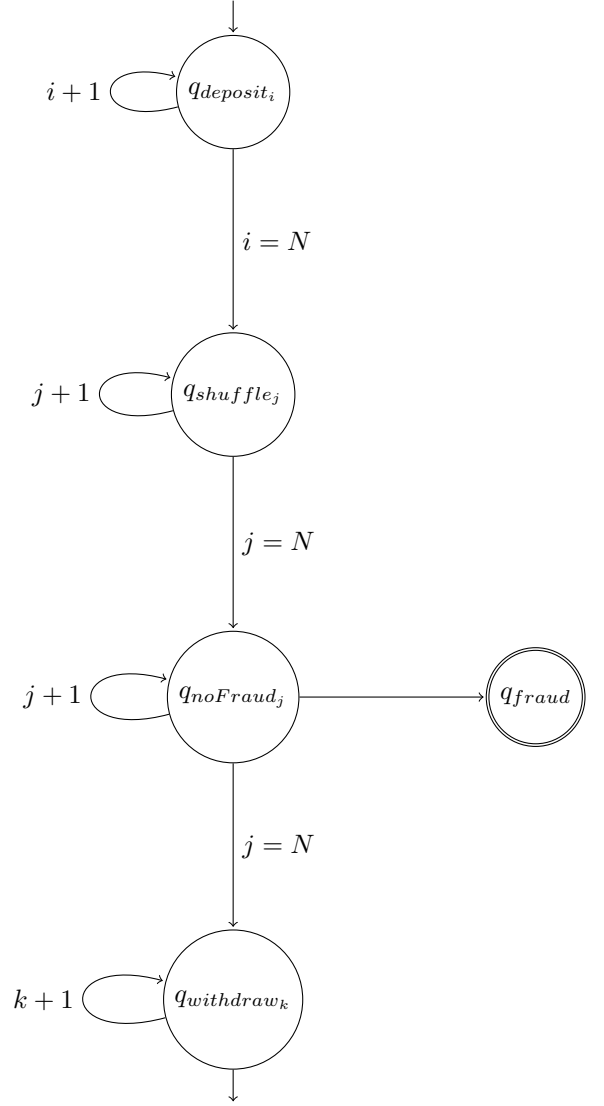 i + 1
q_{deposit_i}
i = N
j + 1
q_{shuffle_j}
j = N
j + 1
q_{noFraud_j}
q_{fraud}
j = N
k + 1
q_{withdraw_k}